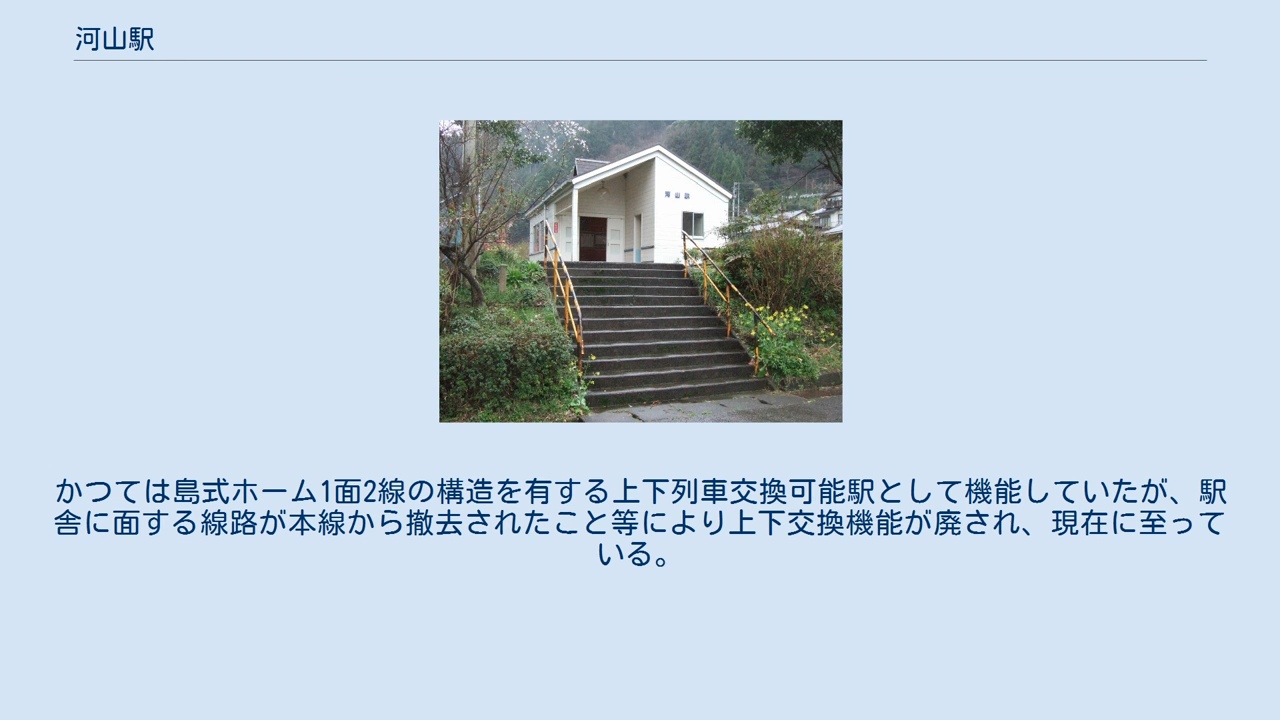 河山駅
河山駅
かつては島式ホーム1面2線の構造を有する上下列車交換可能駅として機能していたが、駅
舎に面する線路が本線から撤去されたこと等により上下交換機能が廃され、現在に至って
いる。